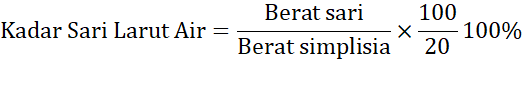 Kadar Sari Larut Air = Berat sari / Berat simplisia × 100 / 20 100%